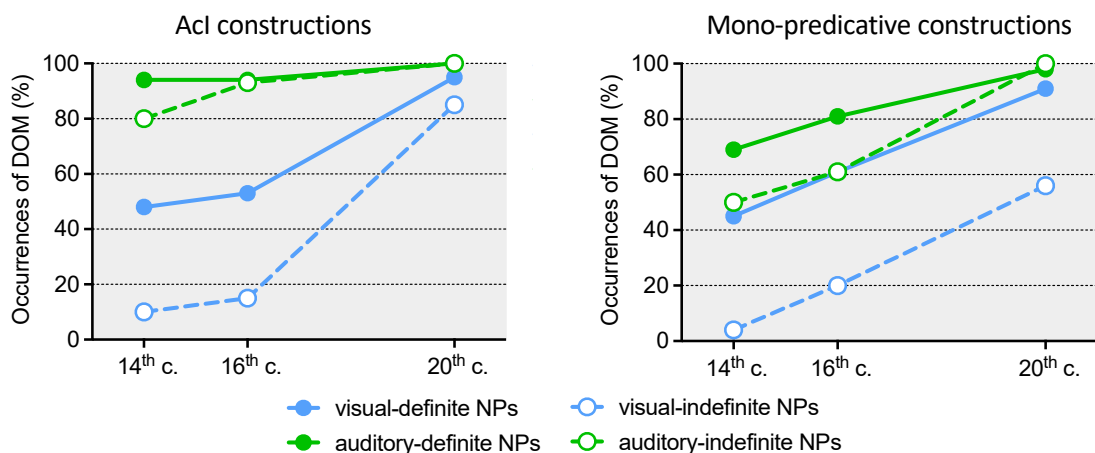 AcI constructions
Occurrences of DOM (%)
100
80
60
40
20
0
14th c.
16th c.
20th c.
Mono-predicative constructions
Occurrences of DOM (%)
100
80
60
40
20
0
14th c.
16th c.
20th c.
visual-definite NPs
visual-indefinite NPs
auditory-definite NPs
auditory-indefinite NPs